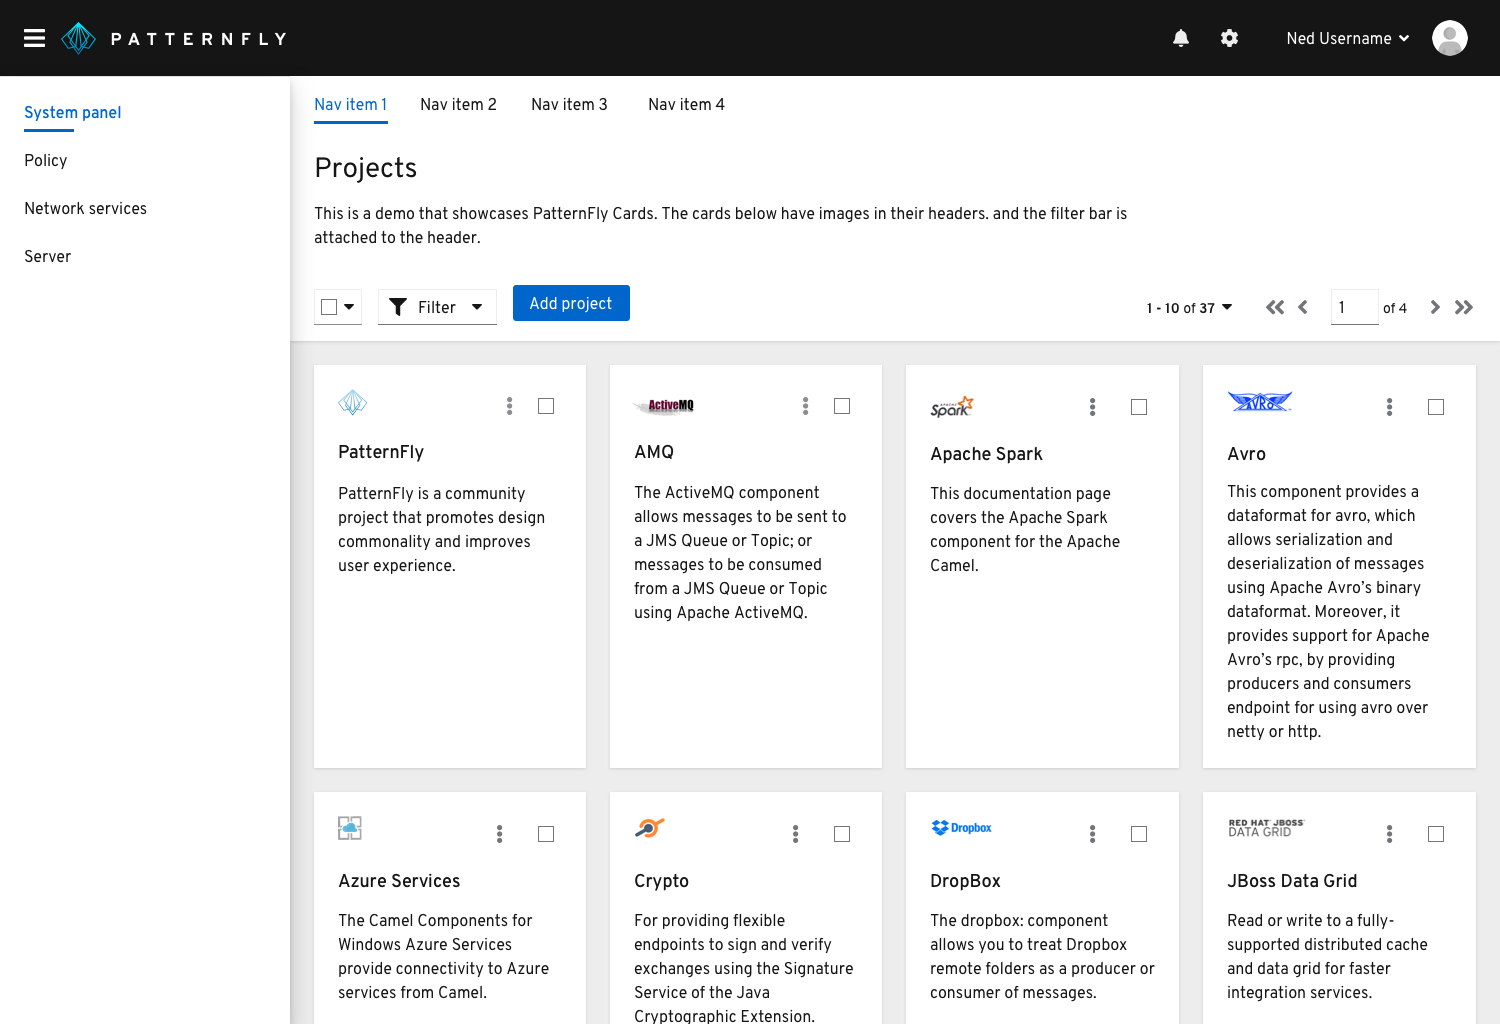 PATTERNFLY
Ned Username
System panel
Policy
Network services
Server
Nav item 1
Nav item 2
Nav item 3
Nav item 4
Projects
This is a demo that showcases PatternFly Cards. The cards below have images in their headers. and the filter bar is
attached to the header.
Filter
Add project
1 - 10 of 37
1
of 4
PatternFly
PatternFly is a community
project that promotes design
commonality and improves
user experience.
ActiveMQ
AMQ
The ActiveMQ component
allows messages to be sent to
a JMS Queue or Topic; or
messages to be consumed
from a JMS Queue or Topic
using Apache ActiveMQ.
APACHE
Spark
Apache Spark
This documentation page
covers the Apache Spark
component for the Apache
Camel.
AVRO
Avro
This component provides a
dataformat for avro, which
allows serialization and
deserialization of messages
using Apache Avro’s binary
dataformat. Moreover, it
provides support for Apache
Avro’s rpc, by providing
producers and consumers
endpoint for using avro over
netty or http.
Azure Services
The Camel Components for
Windows Azure Services
provide connectivity to Azure
services from Camel.
Crypto
For providing flexible
endpoints to sign and verify
exchanges using the Signature
Service of the Java
Cryptographic Extension.
Dropbox
DropBox
The dropbox: component
allows you to treat Dropbox
remote folders as a producer or
consumer of messages.
RED HAT JBOSS
DATA GRID
JBoss Data Grid
Read or write to a fully-
supported distributed cache
and data grid for faster
integration services.